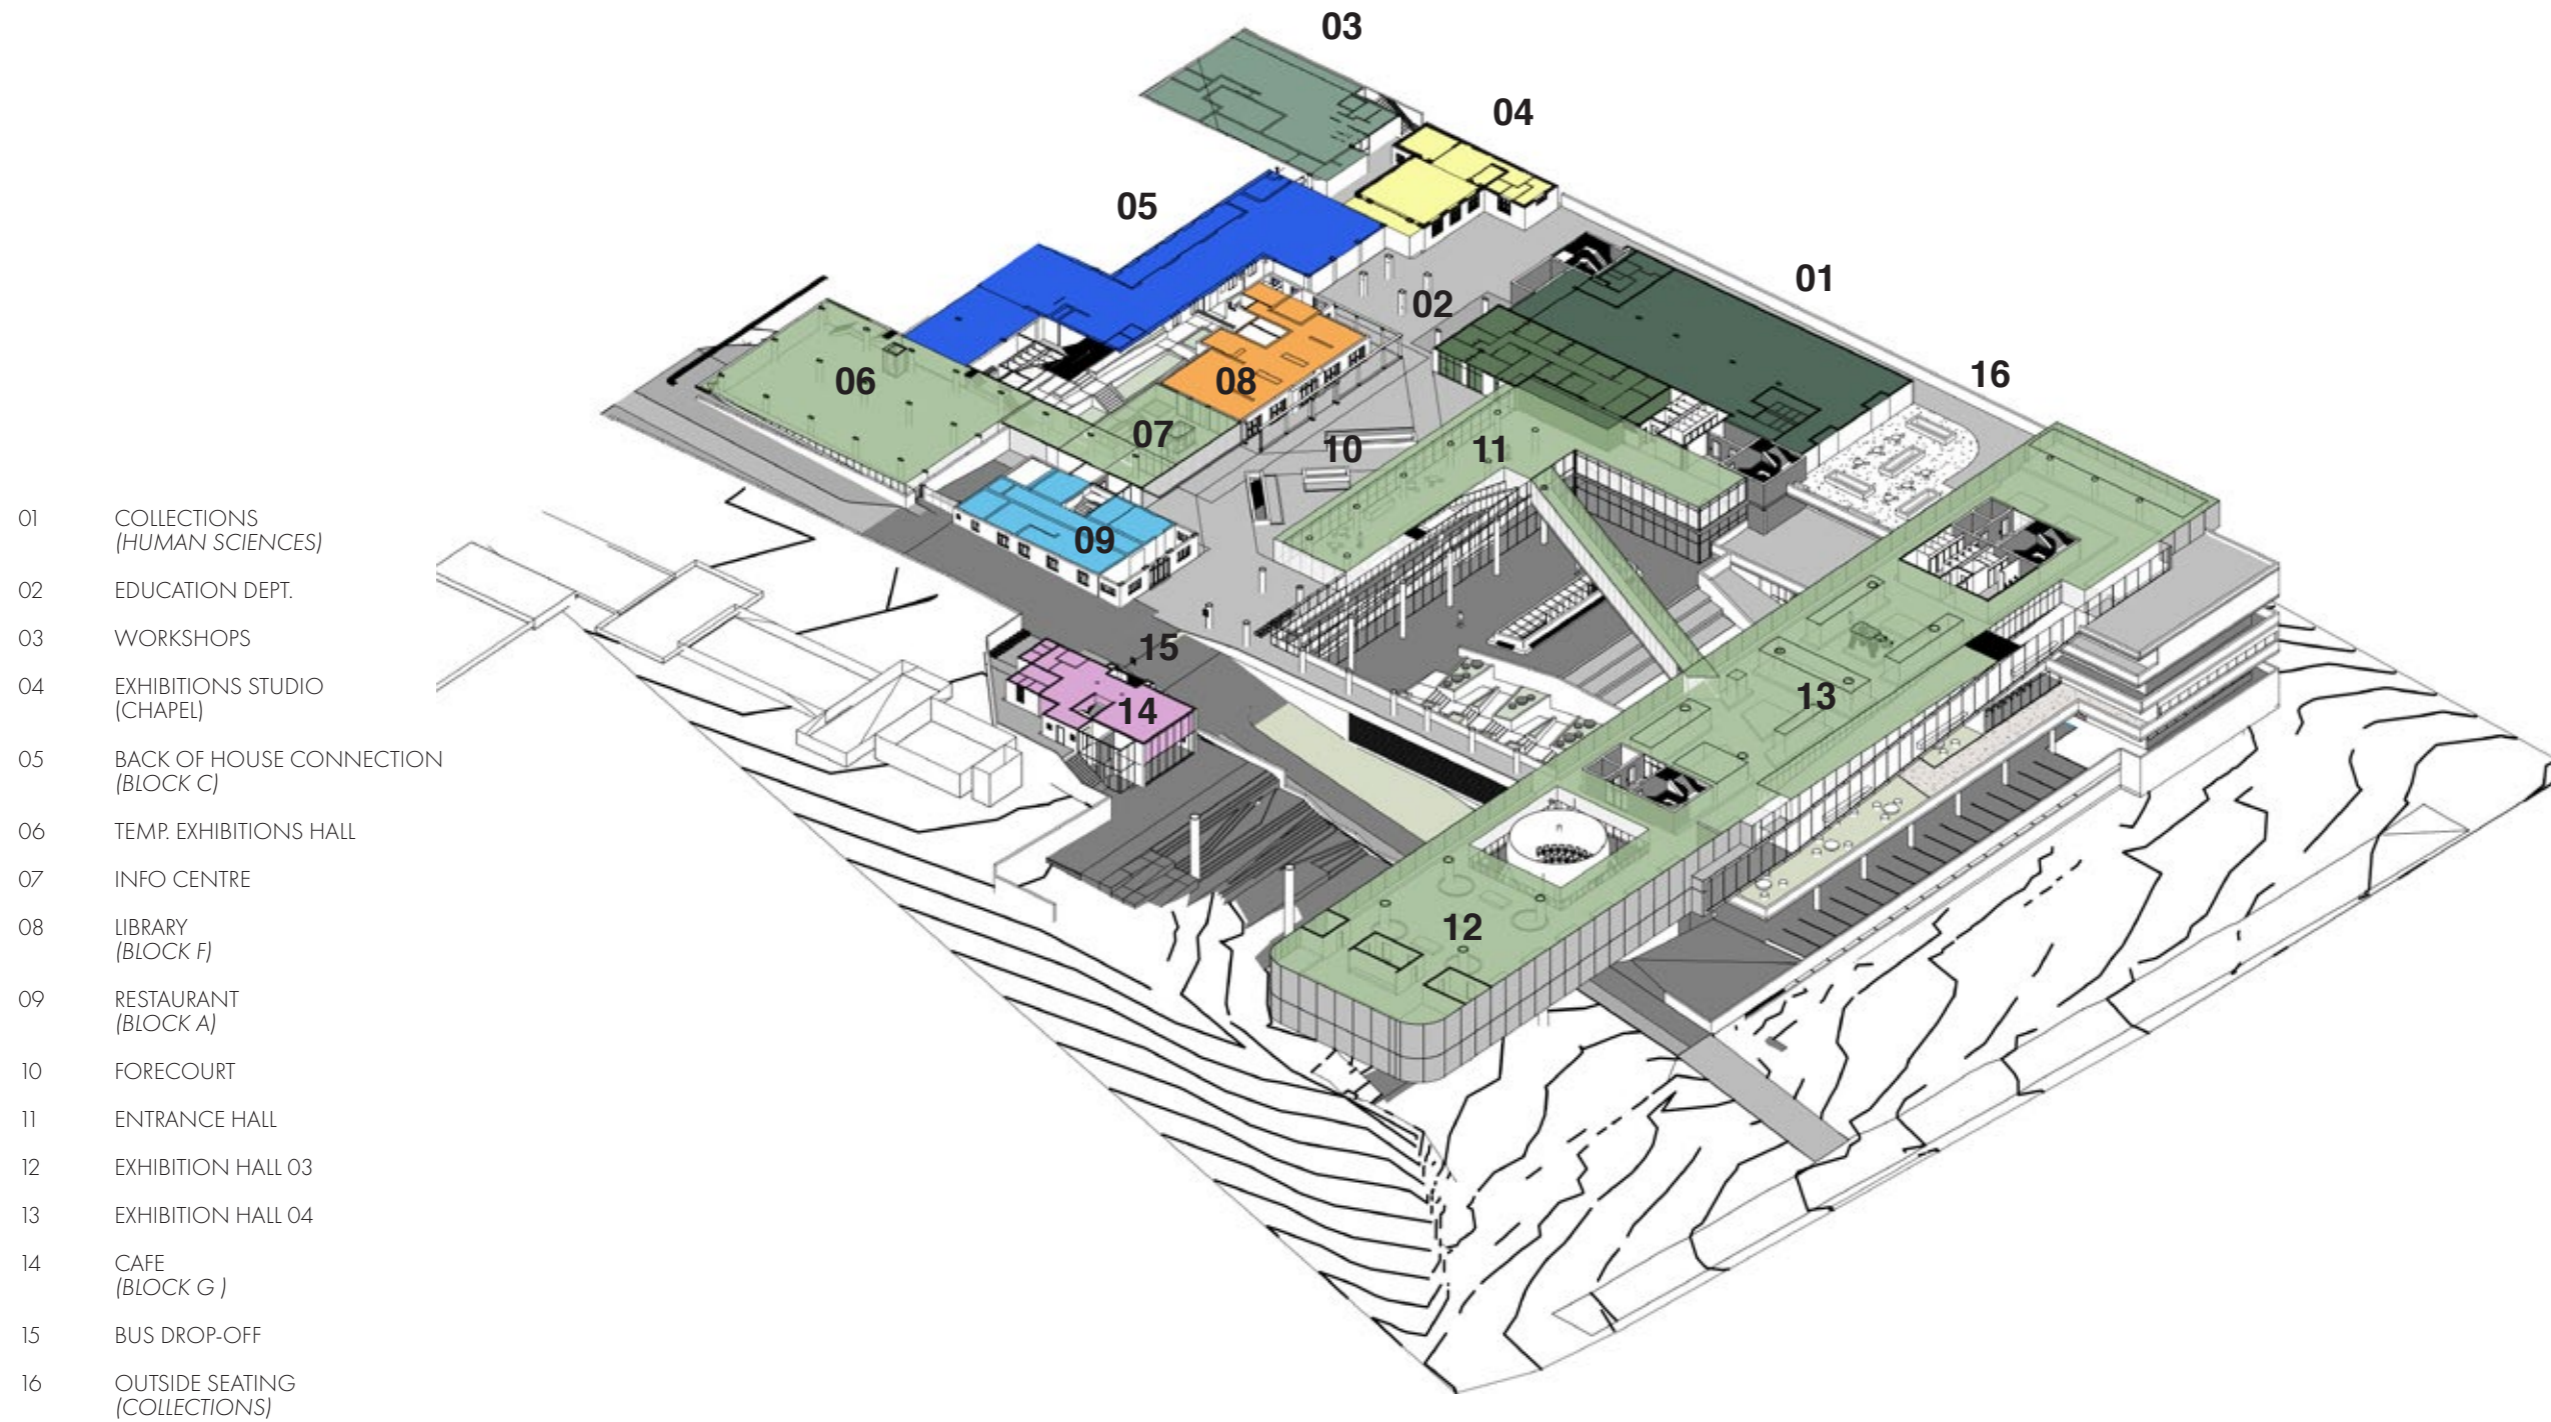 03
04
05
01
02
16
06
08
07
10
11
09
15
14
13
12
01 COLLECTIONS
(HUMAN SCIENCES)
02 EDUCATION DEPT.
03 WORKSHOPS
04 EXHIBITIONS STUDIO
(CHAPEL)
05 BACK OF HOUSE CONNECTION
(BLOCK C)
06 TEMP. EXHIBITIONS HALL
07 INFO CENTRE
08 LIBRARY
(BLOCK F)
09 RESTAURANT
(BLOCK A)
10 FORECOURT
11 ENTRANCE HALL
12 EXHIBITION HALL 03
13 EXHIBITION HALL 04
14 CAFE
(BLOCK G )
15 BUS DROP-OFF
16 OUTSIDE SEATING
(COLLECTIONS)